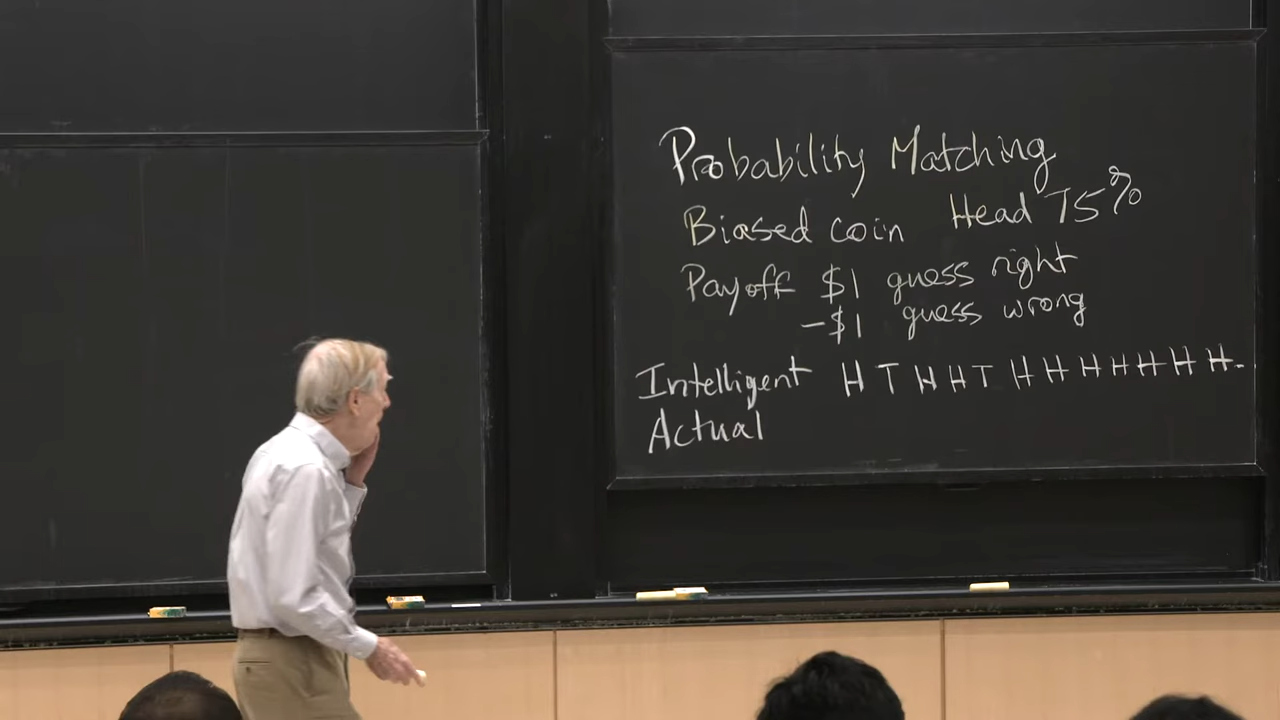 Probability Matching
Biased coin Head 75%
Payoff $1 guess right
-$1 guess wrong
Intelligent H T H H T H H H H H H H..
Actual